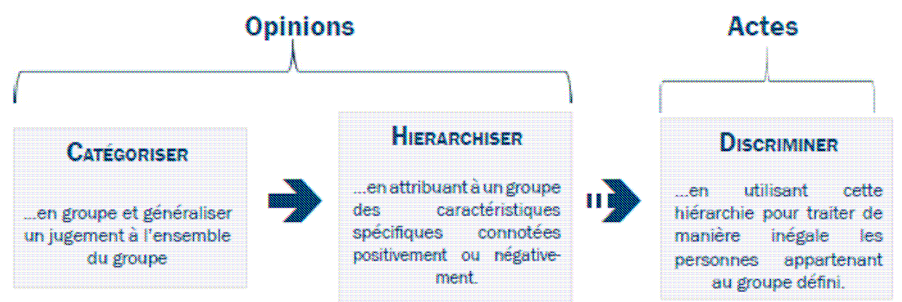 Opinions
Actes
CATÉGORISER
...en groupe et généraliser
un jugement à l'ensemble
du groupe
HIERARCHISER
...en attribuant à un groupe
des caractéristiques
spécifiques connotées
positivement ou négative-
ment.
DISCRIMINER
...en utilisant cette
hiérarchie pour traiter de
manière inégale les
personnes appartenant
au groupe défini.